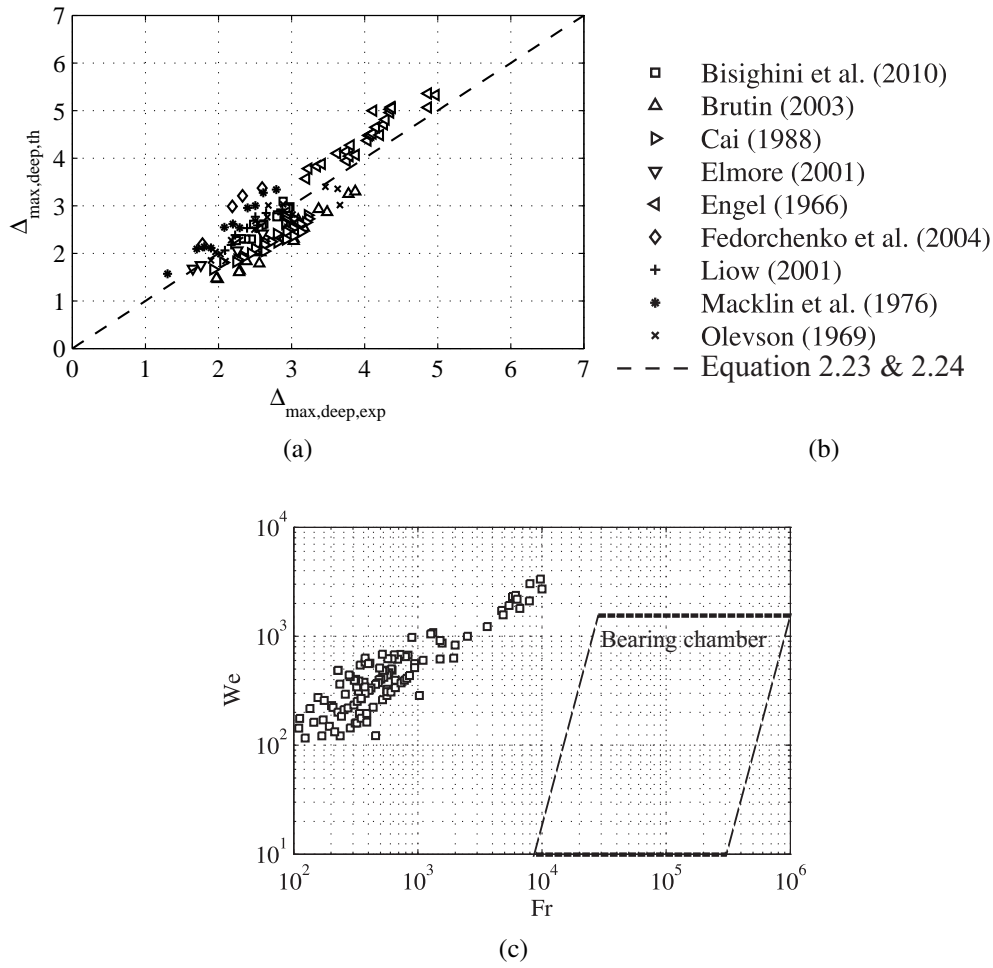 7
6
5
4
3
2
1
0
Δmax,deep,th
0 1 2 3 4 5 6 7
Δmax,deep,exp
(a)
Bisighini et al. (2010)
Brutin (2003)
Cai (1988)
Elmore (2001)
Engel (1966)
Fedorchenko et al. (2004)
Liow (2001)
Macklin et al. (1976)
Olevson (1969)
Equation 2.23 & 2.24
(b)
10^4
10^3
10^2
10^1
We
Bearing chamber
10^2 10^3 10^4 10^5 10^6
Fr
(c)